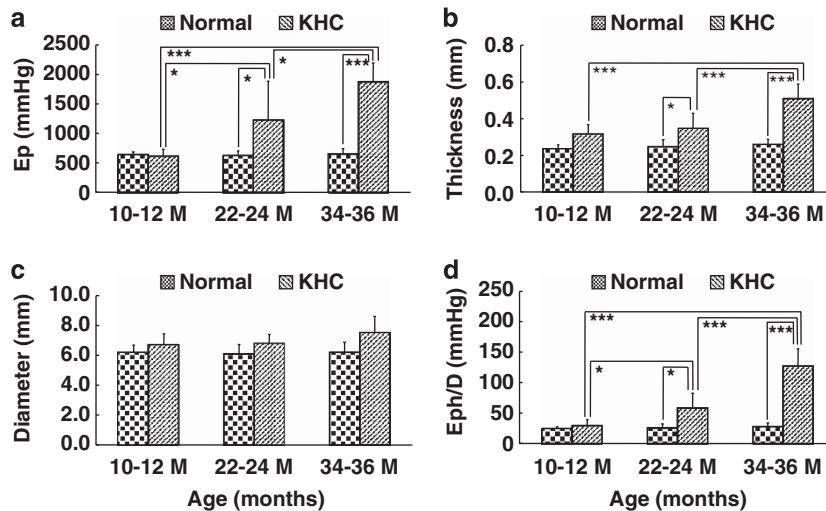 a
Normal KHC
Ep (mmHg)
2500
2000
1500
1000
500
0
***
*
*
*
***
10-12 M 22-24 M 34-36 M
b
Normal KHC
Thickness (mm)
0.8
0.6
0.4
0.2
0.0
***
***
***
*
10-12 M 22-24 M 34-36 M
c
Normal KHC
Diameter (mm)
10.0
8.0
6.0
4.0
2.0
0.0
10-12 M 22-24 M 34-36 M
Age (months)
d
Normal KHC
Eph/D (mmHg)
250
200
150
100
50
0
***
***
***
*
*
10-12 M 22-24 M 34-36 M
Age (months)